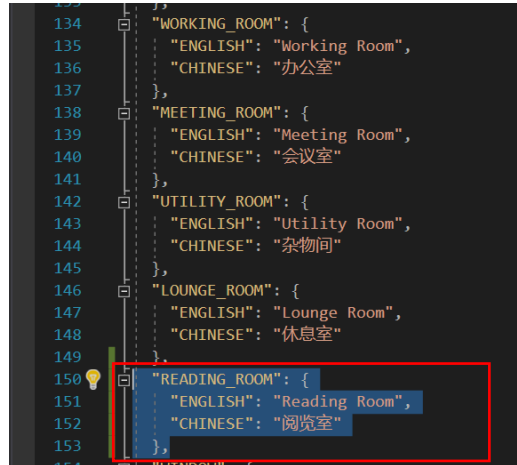 133 },
134 "WORKING_ROOM": {
135 "ENGLISH": "Working Room",
136 "CHINESE": "办公室"
137 },
138 "MEETING_ROOM": {
139 "ENGLISH": "Meeting Room",
140 "CHINESE": "会议室"
141 },
142 "UTILITY_ROOM": {
143 "ENGLISH": "Utility Room",
144 "CHINESE": "杂物间"
145 },
146 "LOUNGE_ROOM": {
147 "ENGLISH": "Lounge Room",
148 "CHINESE": "休息室"
149 },
150 "READING_ROOM": {
151 "ENGLISH": "Reading Room",
152 "CHINESE": "阅览室"
153 },
154 "WINDOW": {